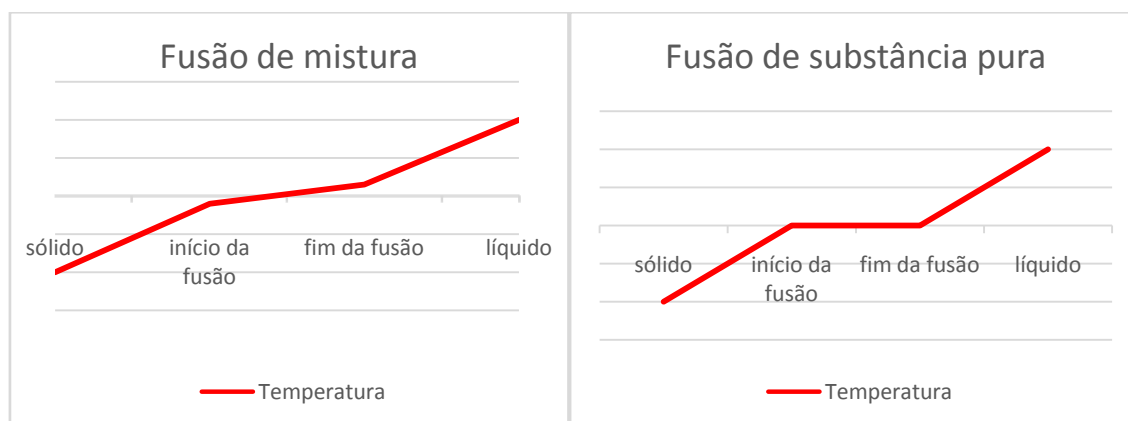 Fusão de mistura
sólido
início da
fusão
fim da fusão
líquido
Temperatura
Fusão de substância pura
sólido
início da
fusão
fim da fusão
líquido
Temperatura